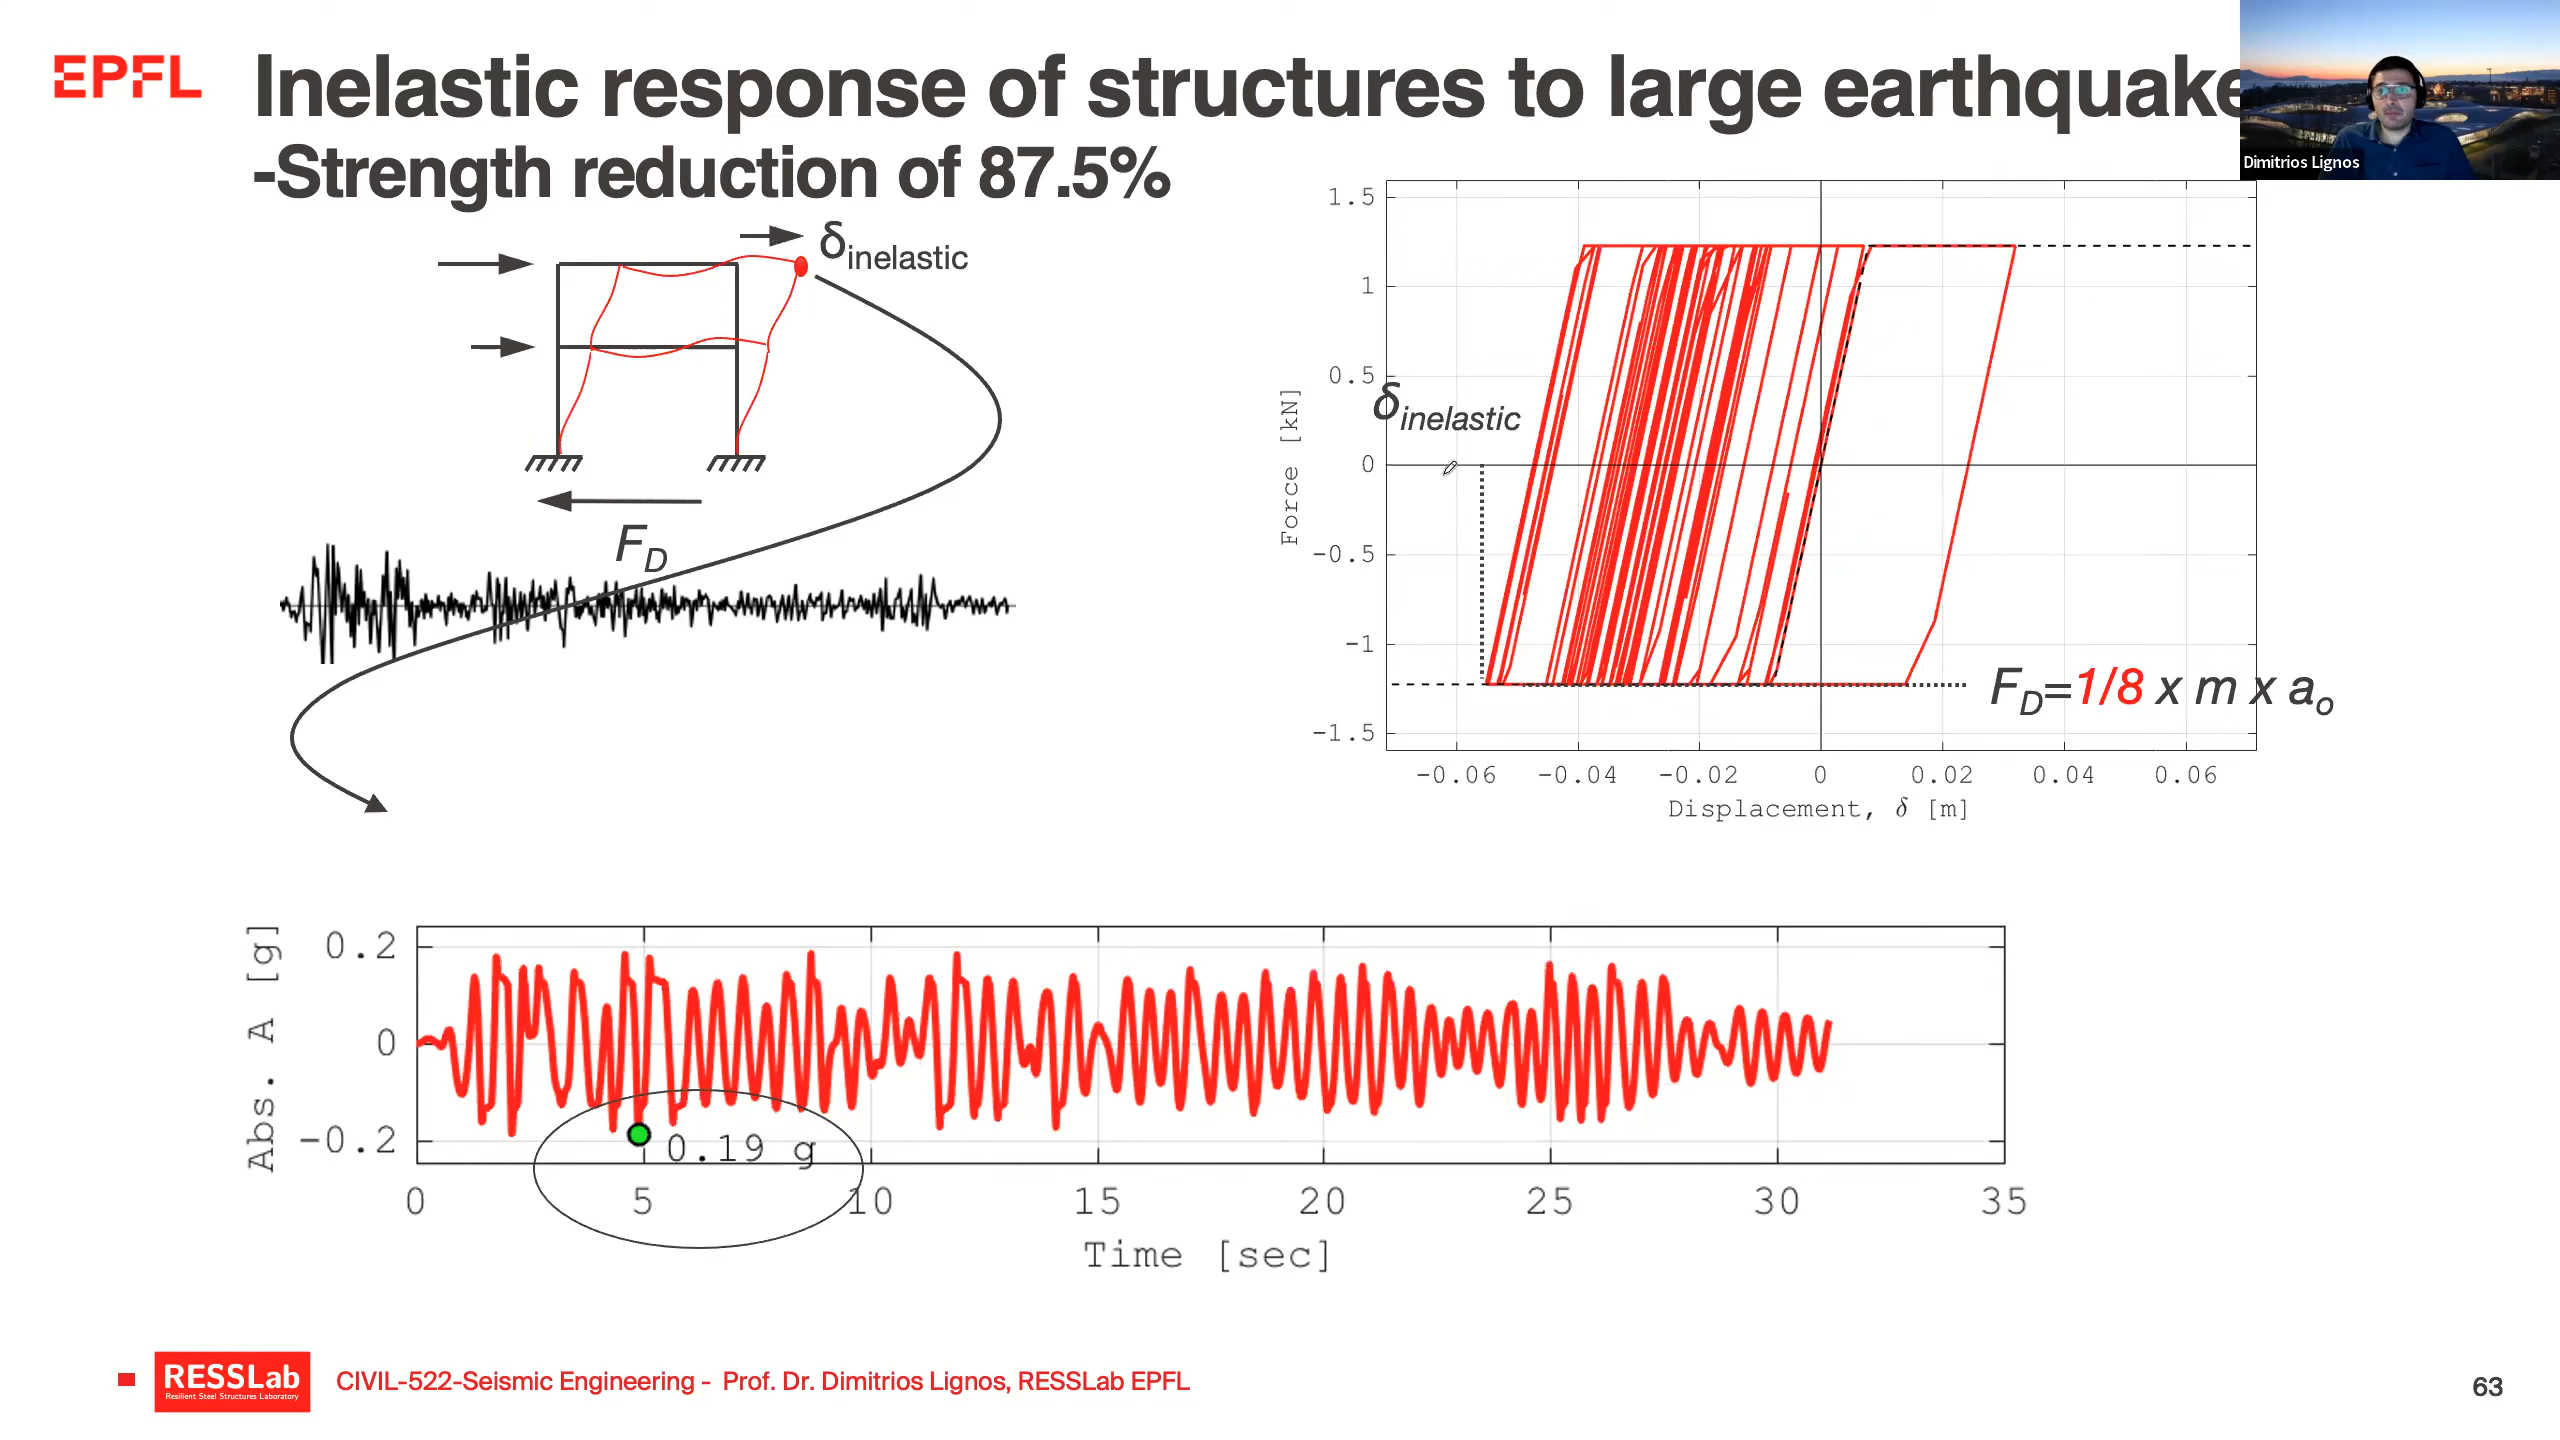 EPFL
Inelastic response of structures to large earthquake
-Strength reduction of 87.5%
Dimitrios Lignos
δinelastic
FD
1.5
1
0.5
0
-0.5
-1
-1.5
Force [kN]
δinelastic
FD=1/8 x m x ao
-0.06 -0.04 -0.02 0 0.02 0.04 0.06
Displacement, δ [m]
Abs. A [g]
0.2
0
-0.2
0.19 g
0 5 10 15 20 25 30 35
Time [sec]
RESSLab
Resilient Steel Structures Laboratory
CIVIL-522-Seismic Engineering - Prof. Dr. Dimitrios Lignos, RESSLab EPFL
63